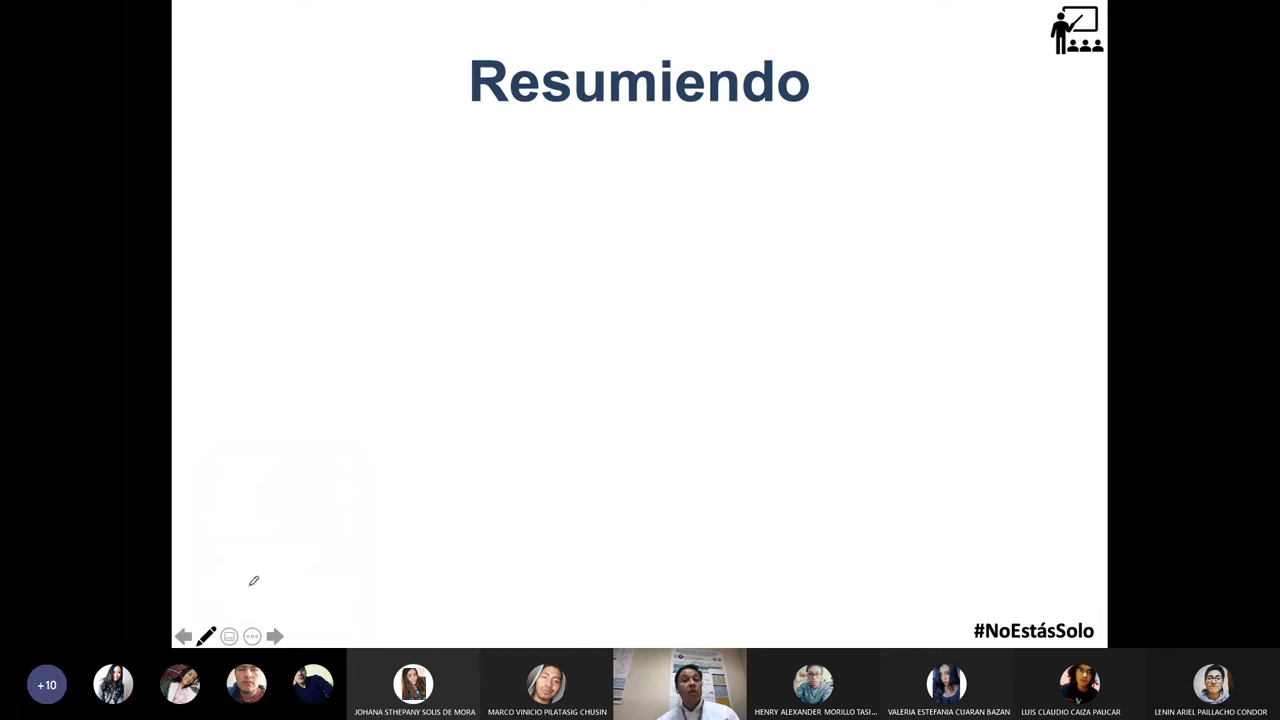 Resumiendo
#NoEstásSolo
+10
JOHANA STHEPANY SOLIS DE MORA
MARCO VINICIO PILATASIG CHUSIN
HENRY ALEXANDER MORILLO TASI...
VALERIA ESTEFANIA CUARAN BAZAN
LUIS CLAUDIO CAIZA PAUCAR
LENIN ARIEL PAILLACHO CONDOR